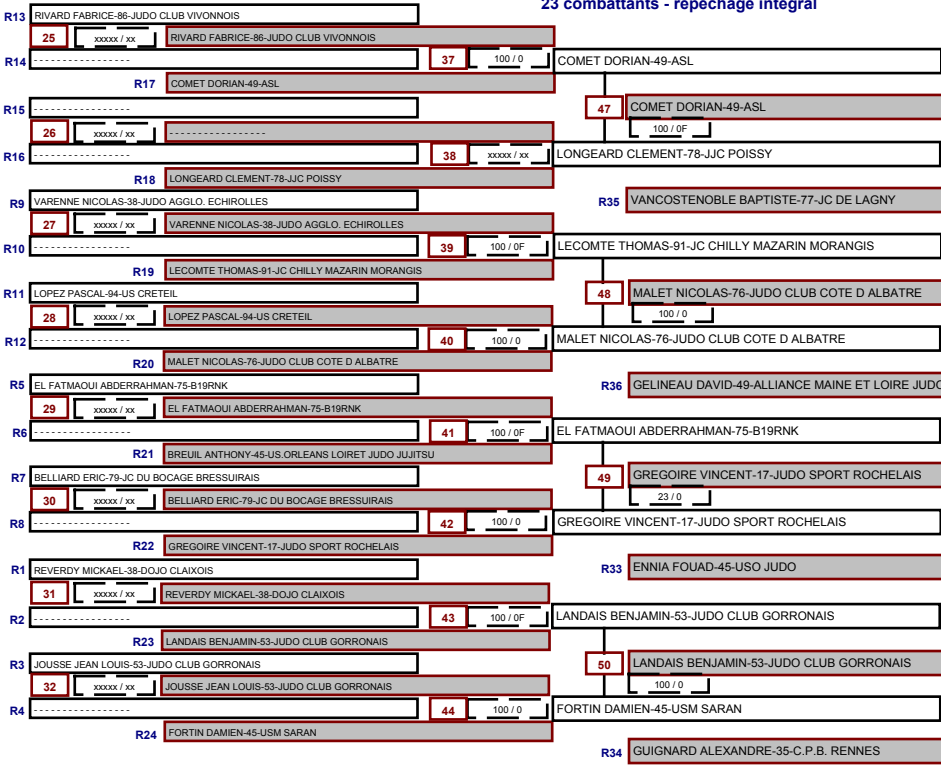 23 combattants - repêchage intégral
R13 RIVARD FABRICE-86-JUDO CLUB VIVONNOIS
25 xxxxx / xx RIVARD FABRICE-86-JUDO CLUB VIVONNOIS
R14 - - - - - - - - - - - - - - - - 37 100 / 0 COMET DORIAN-49-ASL
R17 COMET DORIAN-49-ASL
R15 - - - - - - - - - - - - - - - - 47 COMET DORIAN-49-ASL
26 xxxxx / xx - - - - - - - - - - - - - - - - 100 / 0F
R16 - - - - - - - - - - - - - - - - 38 xxxxx / xx LONGEARD CLEMENT-78-JJC POISSY
R18 LONGEARD CLEMENT-78-JJC POISSY
R9 VARENNE NICOLAS-38-JUDO AGGLO. ECHIROLLES R35 VANCOSTENOBLE BAPTISTE-77-JC DE LAGNY
27 xxxxx / xx VARENNE NICOLAS-38-JUDO AGGLO. ECHIROLLES
R10 - - - - - - - - - - - - - - - - 39 100 / 0F LECOMTE THOMAS-91-JC CHILLY MAZARIN MORANGIS
R19 LECOMTE THOMAS-91-JC CHILLY MAZARIN MORANGIS
R11 LOPEZ PASCAL-94-US CRETEIL 48 MALET NICOLAS-76-JUDO CLUB COTE D ALBATRE
28 xxxxx / xx LOPEZ PASCAL-94-US CRETEIL 100 / 0
R12 - - - - - - - - - - - - - - - - 40 100 / 0 MALET NICOLAS-76-JUDO CLUB COTE D ALBATRE
R20 MALET NICOLAS-76-JUDO CLUB COTE D ALBATRE
R5 EL FATMAOUI ABDERRAHMAN-75-B19RNK R36 GELINEAU DAVID-49-ALLIANCE MAINE ET LOIRE JUDO
29 xxxxx / xx EL FATMAOUI ABDERRAHMAN-75-B19RNK
R6 - - - - - - - - - - - - - - - - 41 100 / 0F EL FATMAOUI ABDERRAHMAN-75-B19RNK
R21 BREUIL ANTHONY-45-US.ORLEANS LOIRET JUDO JUJITSU
R7 BELLIARD ERIC-79-JC DU BOCAGE BRESSUIRAIS 49 GREGOIRE VINCENT-17-JUDO SPORT ROCHELAIS
30 xxxxx / xx BELLIARD ERIC-79-JC DU BOCAGE BRESSUIRAIS 23 / 0
R8 - - - - - - - - - - - - - - - - 42 100 / 0 GREGOIRE VINCENT-17-JUDO SPORT ROCHELAIS
R22 GREGOIRE VINCENT-17-JUDO SPORT ROCHELAIS
R1 REVERDY MICKAEL-38-DOJO CLAIXOIS R33 ENNIA FOUAD-45-USO JUDO
31 xxxxx / xx REVERDY MICKAEL-38-DOJO CLAIXOIS
R2 - - - - - - - - - - - - - - - - 43 100 / 0F LANDAIS BENJAMIN-53-JUDO CLUB GORRONAIS
R23 LANDAIS BENJAMIN-53-JUDO CLUB GORRONAIS
R3 JOUSSE JEAN LOUIS-53-JUDO CLUB GORRONAIS 50 LANDAIS BENJAMIN-53-JUDO CLUB GORRONAIS
32 xxxxx / xx JOUSSE JEAN LOUIS-53-JUDO CLUB GORRONAIS 100 / 0
R4 - - - - - - - - - - - - - - - - 44 100 / 0 FORTIN DAMIEN-45-USM SARAN
R24 FORTIN DAMIEN-45-USM SARAN
R34 GUIGNARD ALEXANDRE-35-C.P.B. RENNES